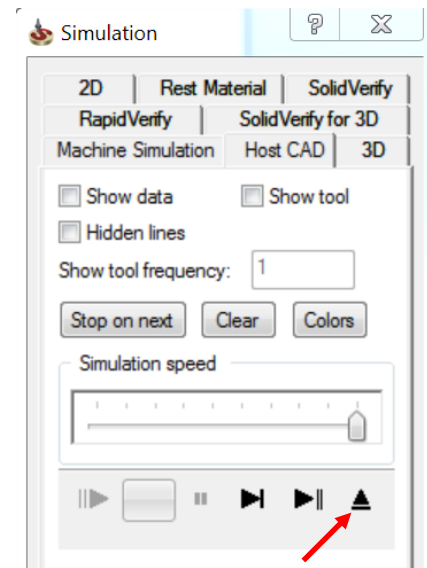 Simulation
2D Rest Material SolidVerify
RapidVerify SolidVerify for 3D
Machine Simulation Host CAD 3D
Show data Show tool
Hidden lines
Show tool frequency: 1
Stop on next Clear Colors
Simulation speed